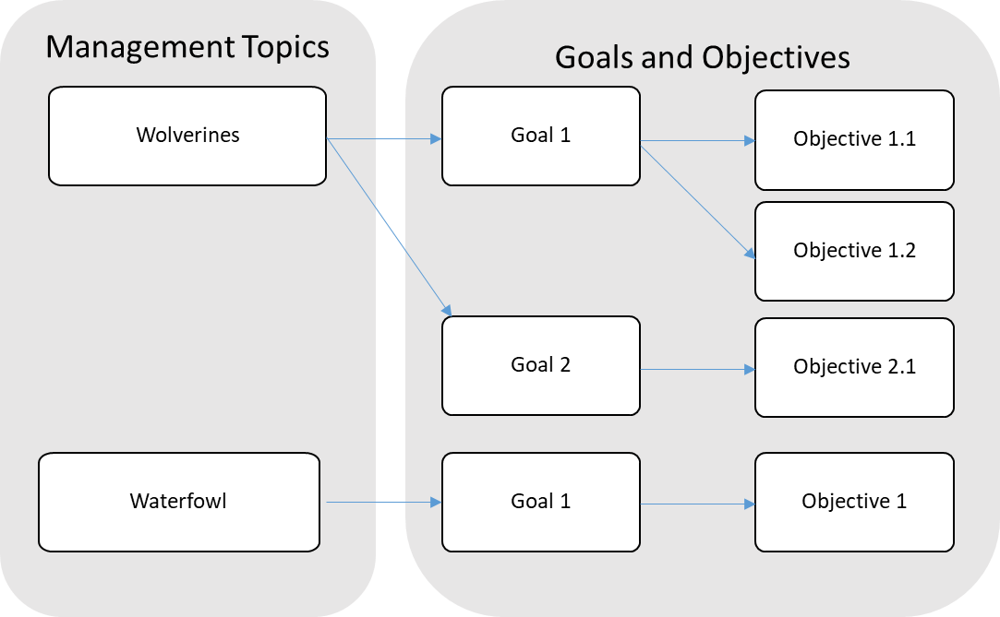 Management Topics
Goals and Objectives
Wolverines
Goal 1
Objective 1.1
Objective 1.2
Goal 2
Objective 2.1
Waterfowl
Goal 1
Objective 1